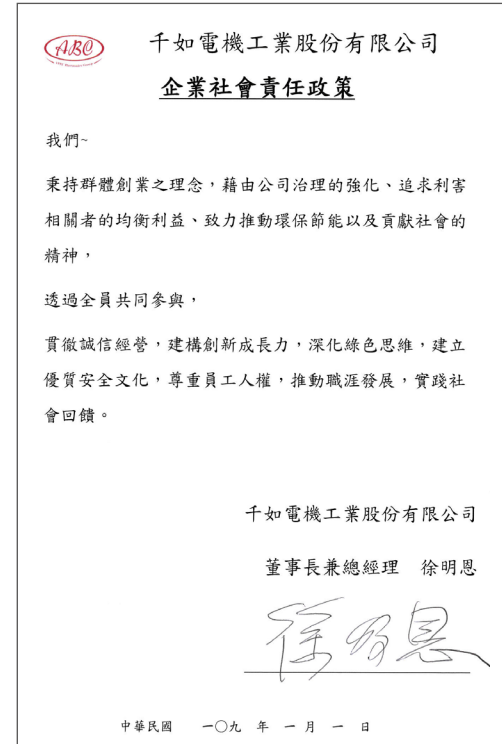 ABC
千如電機工業股份有限公司
企業社會責任政策
我們~
秉持群體創業之理念，藉由公司治理的強化、追求利害
相關者的均衡利益、致力推動環保節能以及貢獻社會的
精神，
透過全員共同參與，
貫徹誠信經營，建構創新成長力，深化綠色思維，建立
優質安全文化，尊重員工人權，推動職涯發展，實踐社
會回饋。
千如電機工業股份有限公司
董事長兼總經理　徐明恩
徐明恩
中華民國　一〇九　年　一　月　一　日